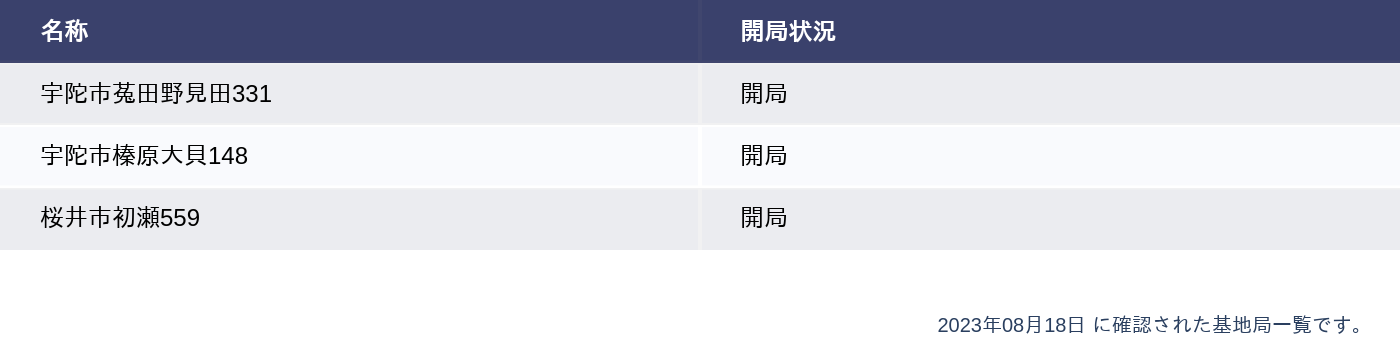 名称 開局状況
宇陀市菟田野見田331 開局
宇陀市榛原大貝148 開局
桜井市初瀬559 開局
2023年08月18日 に確認された基地局一覧です。